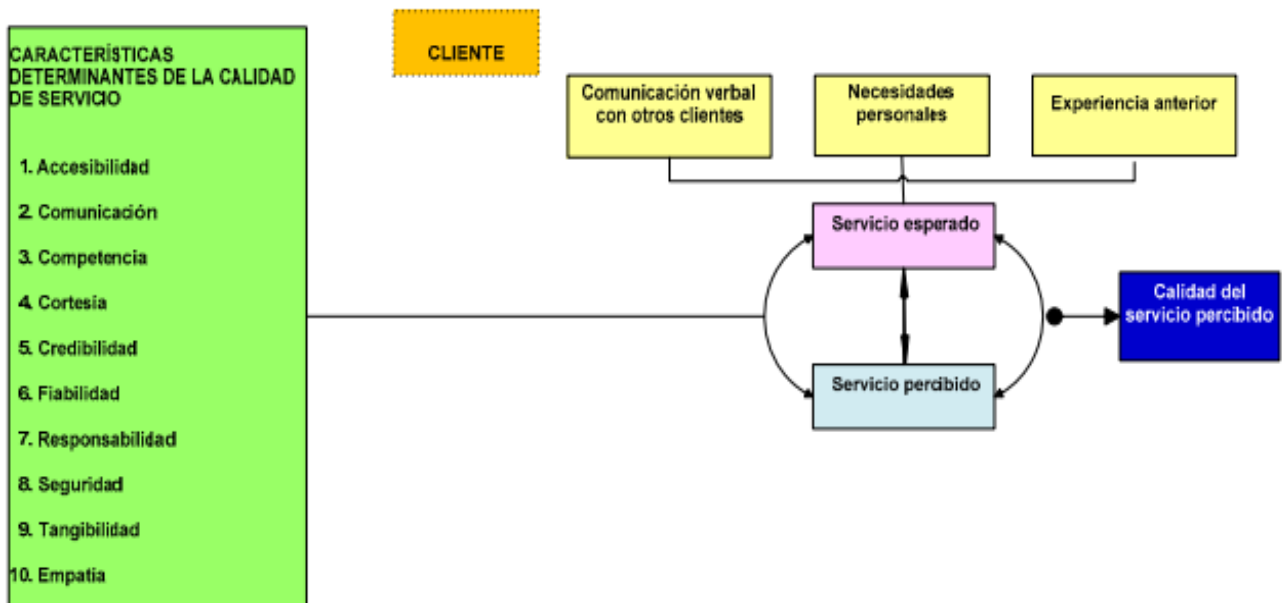 CARACTERÍSTICAS
DETERMINANTES DE LA CALIDAD
DE SERVICIO
1. Accesibilidad
2. Comunicación
3. Competencia
4. Cortesía
5. Credibilidad
6. Fiabilidad
7. Responsabilidad
8. Seguridad
9. Tangibilidad
10. Empatía
CLIENTE
Comunicación verbal
con otros clientes
Necesidades
personales
Experiencia anterior
Servicio esperado
Servicio percibido
Calidad del
servicio percibido